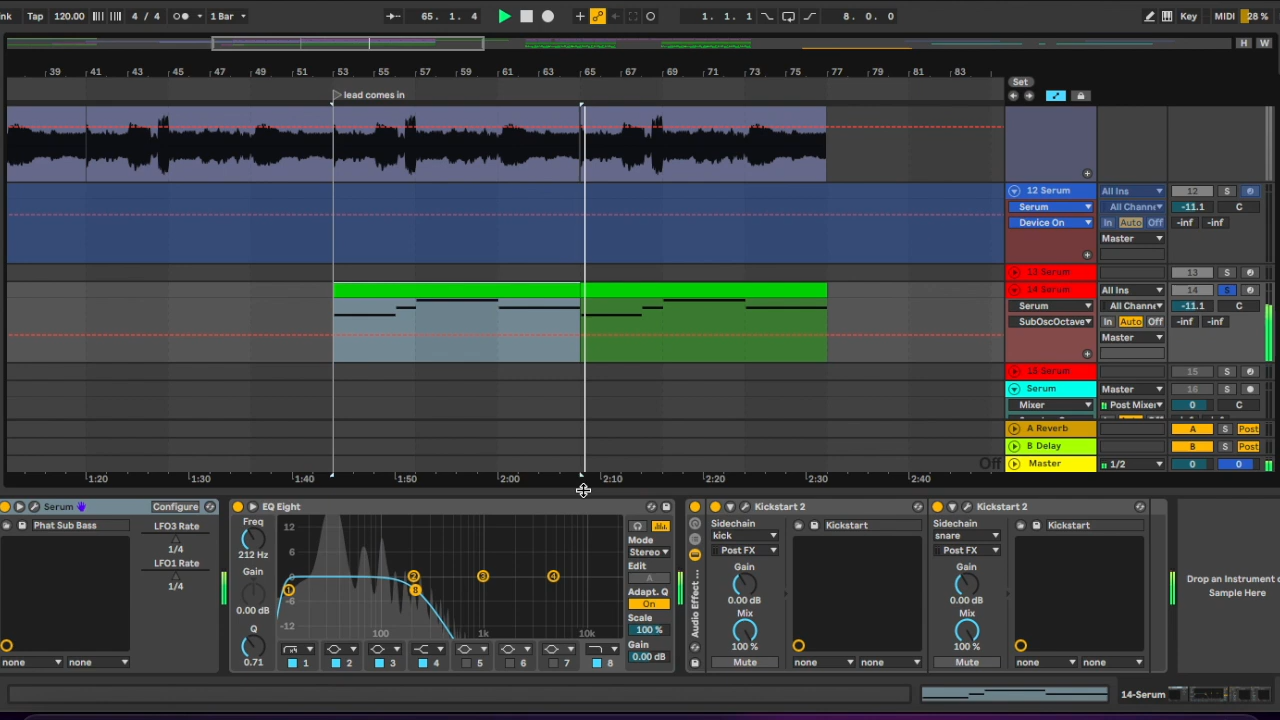 ink Tap 120.00 4 / 4 1 Bar 65. 1. 4 1. 1. 1 8. 0. 0 Key MIDI 28 %
H W
39 41 43 45 47 49 51 53 55 57 59 61 63 65 67 69 71 73 75 77 79 81 83
Set
lead comes in
12 Serum All Ins 12 S
Serum All Channe -11.1 C
Device On In Auto Off -inf -inf
Master
13 Serum 13 S
14 Serum All Ins 14 S
Serum All Channe -11.1 C
SubOscOctave In Auto Off -inf -inf
Master
15 Serum 15 S
Serum Master 16 S
Mixer Post Mixer 0 C
A Reverb A S Post
B Delay B S Post
Off Master 1/2 0 0
1:20 1:30 1:40 1:50 2:00 2:10 2:20 2:30 2:40
Serum Configure
Phat Sub Bass
LFO3 Rate
1/4
LFO1 Rate
1/4
none none
EQ Eight
Freq
212 Hz
Gain
0.00 dB
Q
0.71
12
6
0
-6
-12
1 2 3 4 8
100 1k 10k
1 2 3 4 5 6 7 8
Mode
Stereo
Edit
A
Adapt. Q
On
Scale
100 %
Gain
0.00 dB
Audio Effect ...
Kickstart 2
Sidechain
kick
Post FX
Gain
0.00 dB
Mix
100 %
Mute
Kickstart
none none
Kickstart 2
Sidechain
snare
Post FX
Gain
0.00 dB
Mix
100 %
Mute
Kickstart
none none
Drop an Instrument o
Sample Here
14-Serum